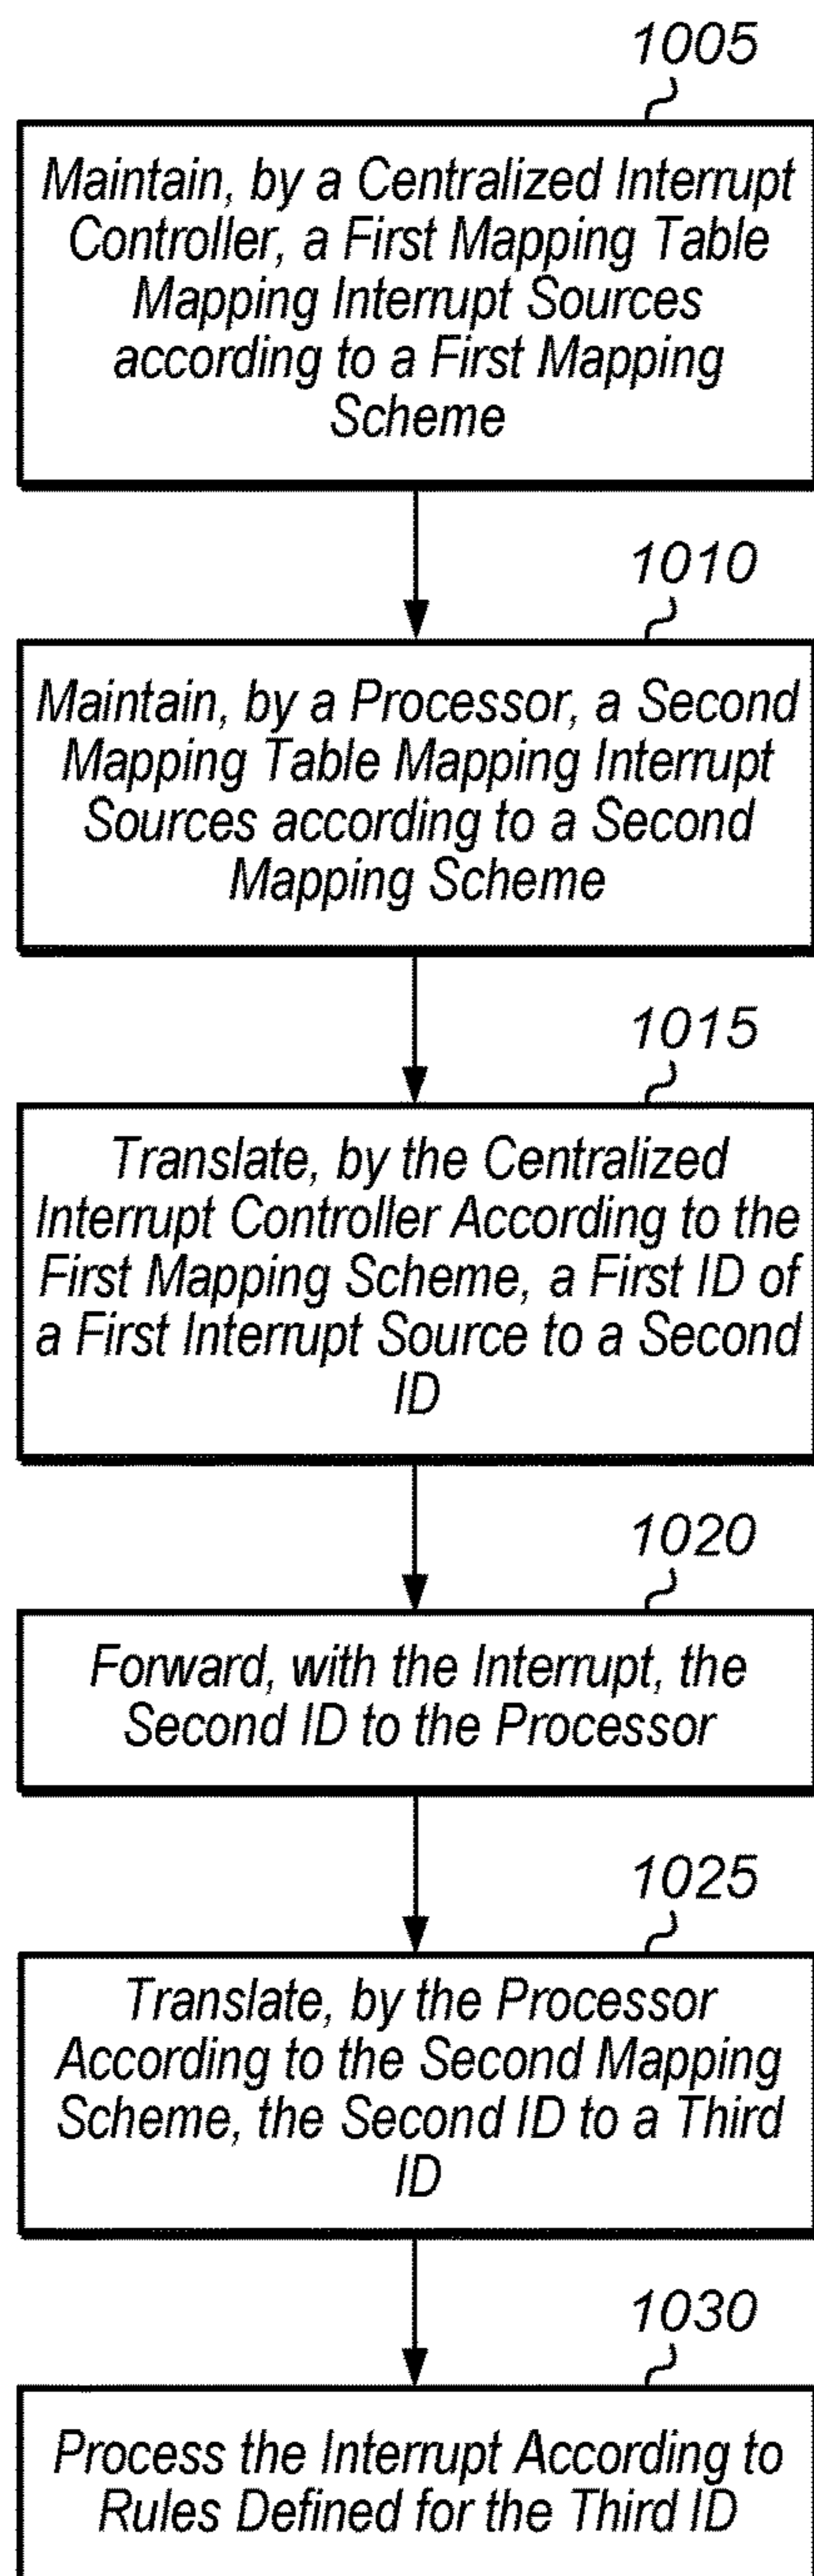 1005
Maintain, by a Centralized Interrupt
Controller, a First Mapping Table
Mapping Interrupt Sources
according to a First Mapping
Scheme
1010
Maintain, by a Processor, a Second
Mapping Table Mapping Interrupt
Sources according to a Second
Mapping Scheme
1015
Translate, by the Centralized
Interrupt Controller According to the
First Mapping Scheme, a First ID of
a First Interrupt Source to a Second
ID
1020
Forward, with the Interrupt, the
Second ID to the Processor
1025
Translate, by the Processor
According to the Second Mapping
Scheme, the Second ID to a Third
ID
1030
Process the Interrupt According to
Rules Defined for the Third ID